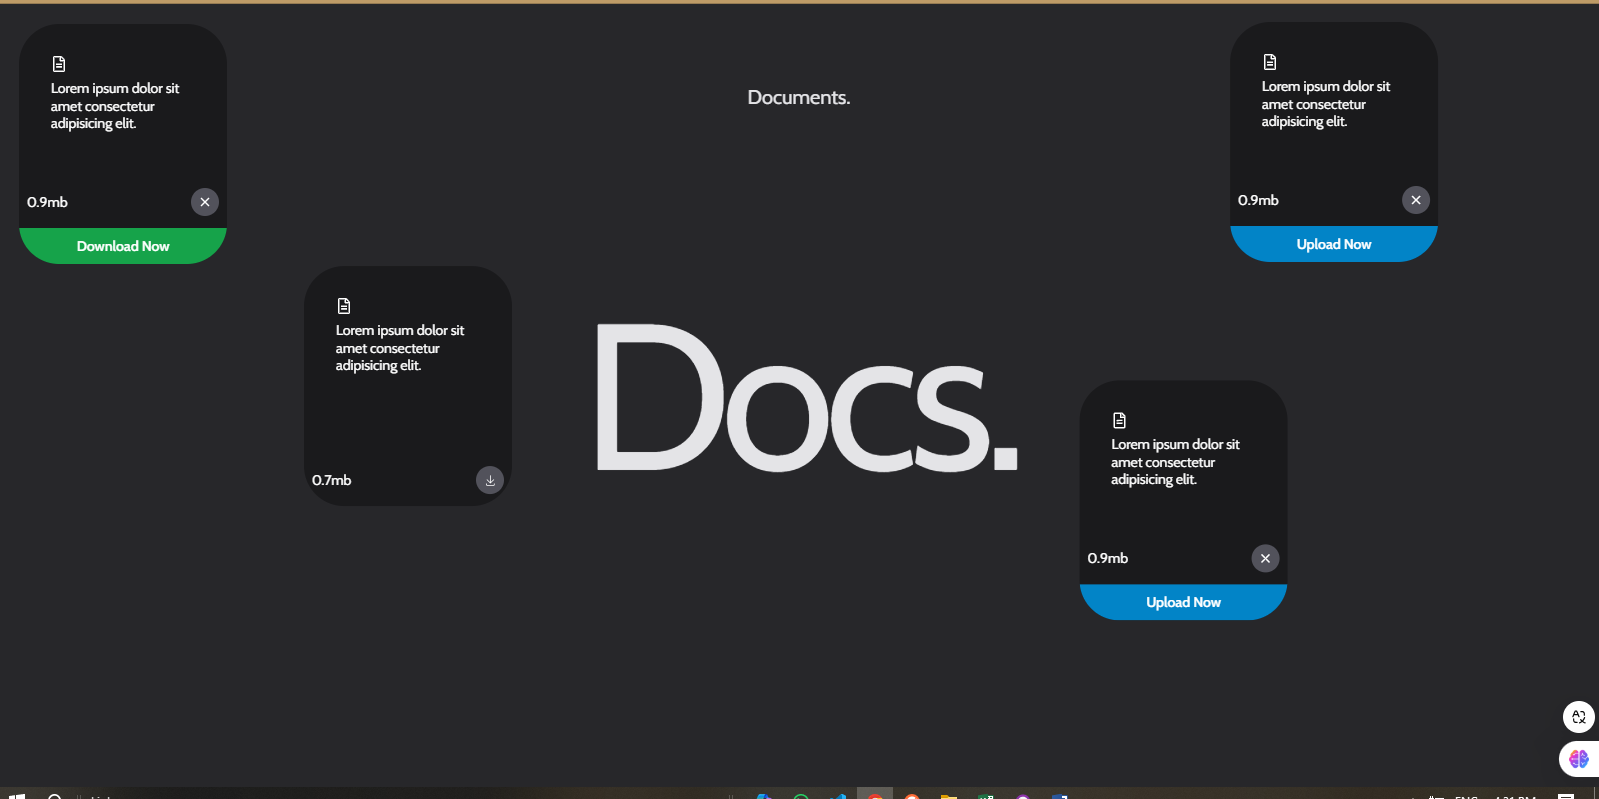 Documents.
Lorem ipsum dolor sit
amet consectetur
adipisicing elit.
0.9mb
Download Now
Lorem ipsum dolor sit
amet consectetur
adipisicing elit.
0.7mb
Docs.
Lorem ipsum dolor sit
amet consectetur
adipisicing elit.
0.9mb
Upload Now
Lorem ipsum dolor sit
amet consectetur
adipisicing elit.
0.9mb
Upload Now